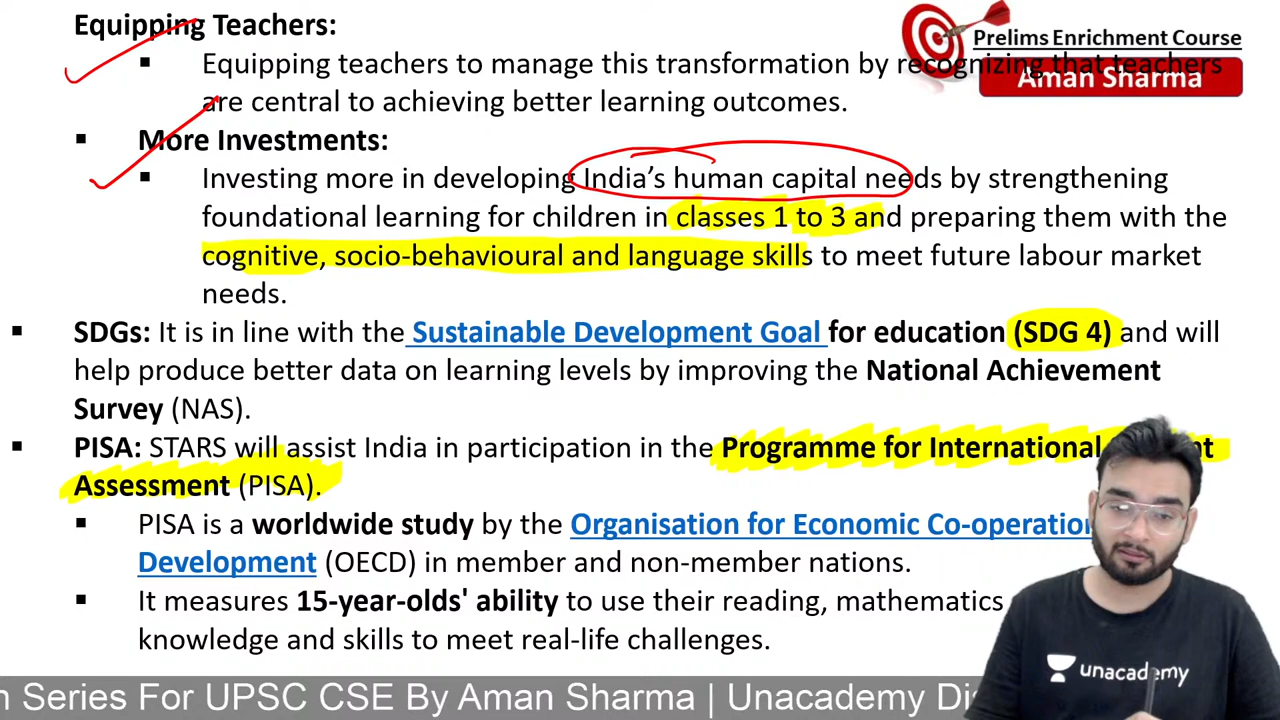 Equipping Teachers:
Prelims Enrichment Course
▪ Equipping teachers to manage this transformation by recognizing that teachers
Aman Sharma
are central to achieving better learning outcomes.
▪ More Investments:
▪ Investing more in developing India's human capital needs by strengthening
foundational learning for children in classes 1 to 3 and preparing them with the
cognitive, socio-behavioural and language skills to meet future labour market
needs.
▪ SDGs: It is in line with the Sustainable Development Goal for education (SDG 4) and will
help produce better data on learning levels by improving the National Achievement
Survey (NAS).
▪ PISA: STARS will assist India in participation in the Programme for International
Assessment (PISA).
▪ PISA is a worldwide study by the Organisation for Economic Co-operation
Development (OECD) in member and non-member nations.
▪ It measures 15-year-olds' ability to use their reading, mathematics
knowledge and skills to meet real-life challenges.
unacademy
Series For UPSC CSE By Aman Sharma | Unacademy